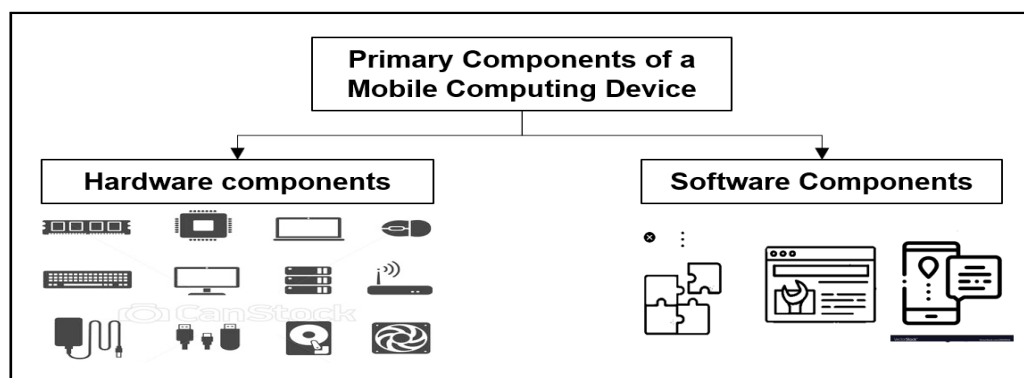 Primary Components of a
Mobile Computing Device
Hardware components
Software Components
CanStock